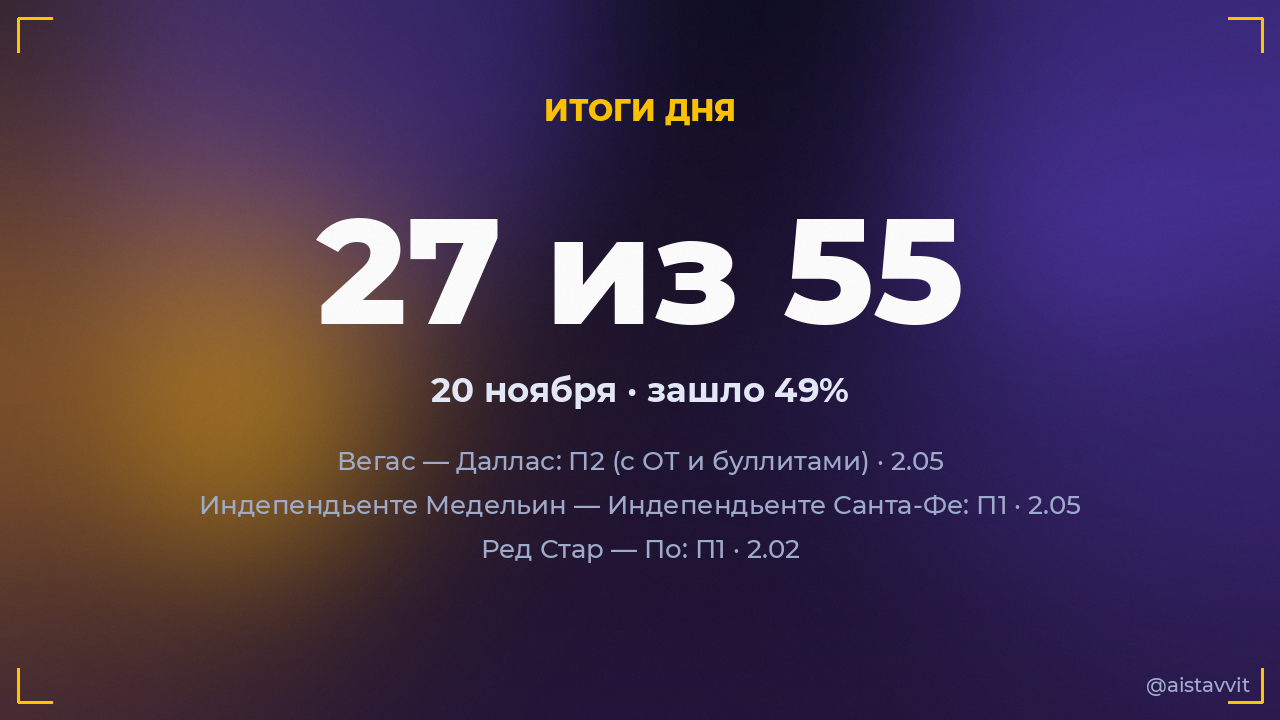 ИТОГИ ДНЯ
27 из 55
20 ноября · зашло 49%
Вегас — Даллас: П2 (с ОТ и буллитами) · 2.05
Индепендьенте Медельин — Индепендьенте Санта-Фе: П1 · 2.05
Ред Стар — По: П1 · 2.02
@aistavvit